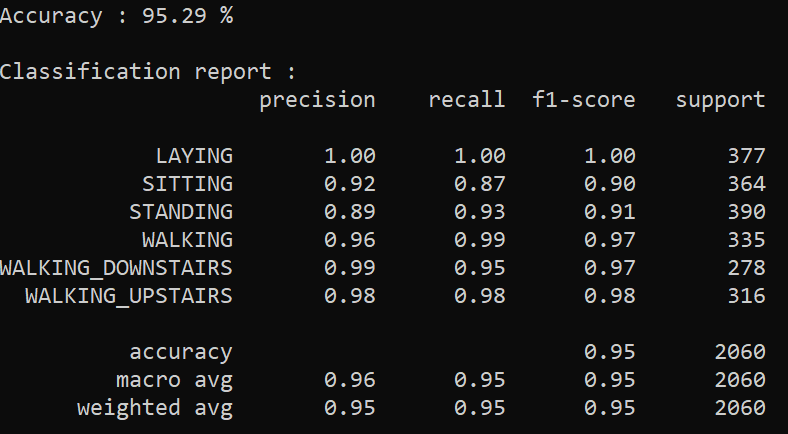 Accuracy : 95.29 %
Classification report :
precision recall f1-score support
LAYING 1.00 1.00 1.00 377
SITTING 0.92 0.87 0.90 364
STANDING 0.89 0.93 0.91 390
WALKING 0.96 0.99 0.97 335
WALKING_DOWNSTAIRS 0.99 0.95 0.97 278
WALKING_UPSTAIRS 0.98 0.98 0.98 316
accuracy 0.95 2060
macro avg 0.96 0.95 0.95 2060
weighted avg 0.95 0.95 0.95 2060